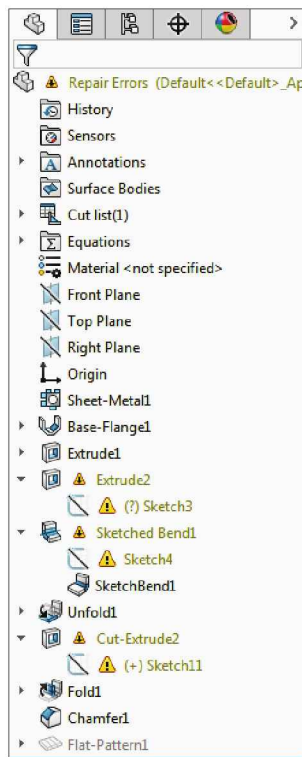 Repair Errors (Default<<Default>_Ap
History
Sensors
Annotations
Surface Bodies
Cut list(1)
Equations
Material <not specified>
Front Plane
Top Plane
Right Plane
Origin
Sheet-Metal1
Base-Flange1
Extrude1
Extrude2
(?) Sketch3
Sketched Bend1
Sketch4
SketchBend1
Unfold1
Cut-Extrude2
(+) Sketch11
Fold1
Chamfer1
Flat-Pattern1